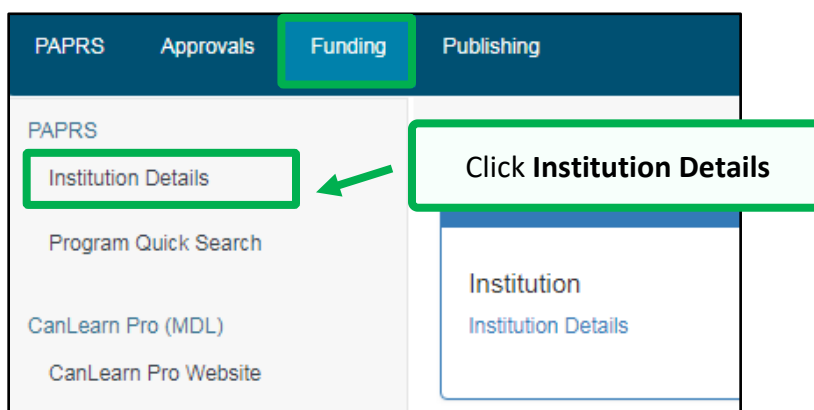 PAPRS Approvals Funding Publishing
PAPRS
Institution Details
Program Quick Search
CanLearn Pro (MDL)
CanLearn Pro Website
Click Institution Details
Institution
Institution Details